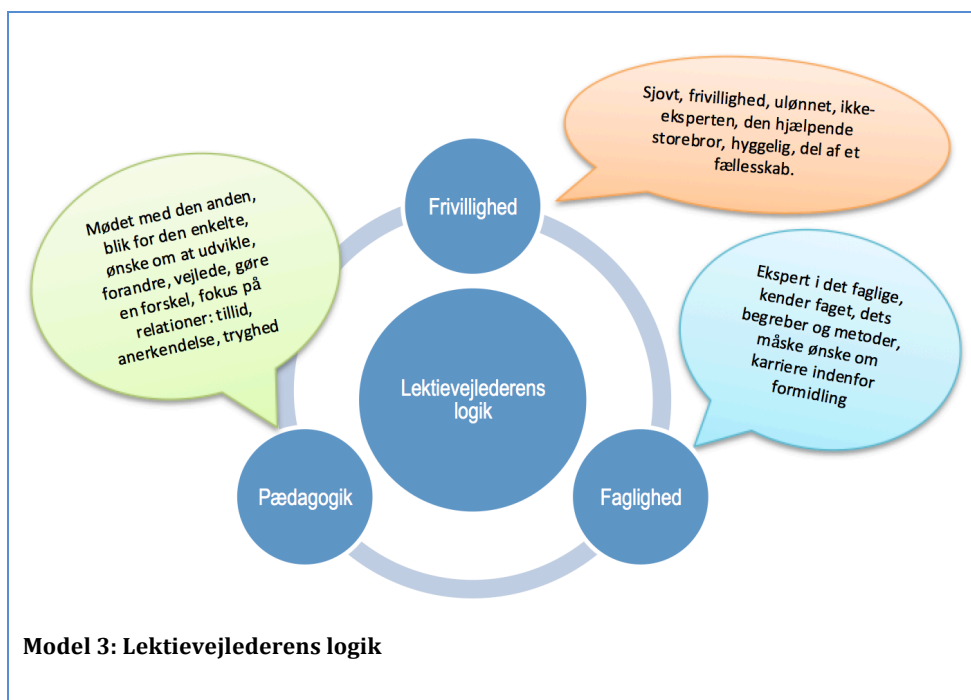 Sjovt, frivillighed, ulønnet, ikke-
eksperten, den hjælpende
storebror, hyggelig, del af et
fællesskab.
Frivillighed
Mødet med den anden,
blik for den enkelte,
ønske om at udvikle,
forandre, vejlede, gøre
en forskel, fokus på
relationer: tillid,
anerkendelse, tryghed
Ekspert i det faglige,
kender faget, dets
begreber og metoder,
måske ønske om
karriere indenfor
formidling
Lektievejlederens
logik
Pædagogik
Faglighed
Model 3: Lektievejlederens logik